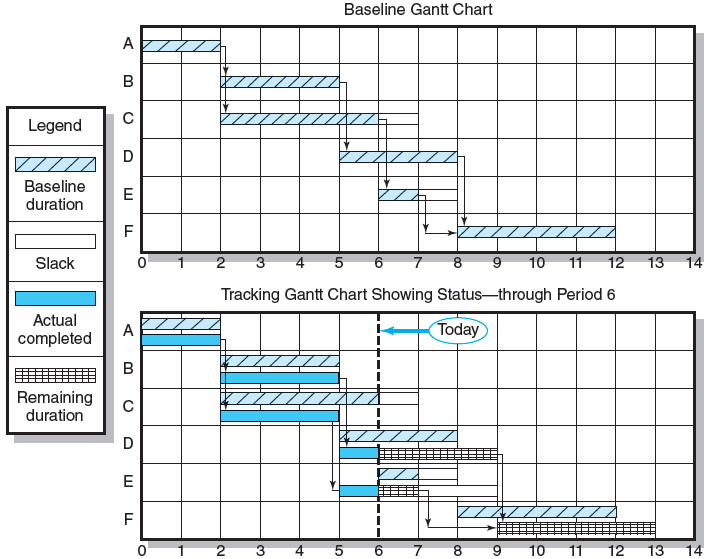 Baseline Gantt Chart
A
B
C
D
E
F
0 1 2 3 4 5 6 7 8 9 10 11 12 13 14
Legend
Baseline
duration
Slack
Actual
completed
Remaining
duration
Tracking Gantt Chart Showing Status—through Period 6
Today
A
B
C
D
E
F
0 1 2 3 4 5 6 7 8 9 10 11 12 13 14